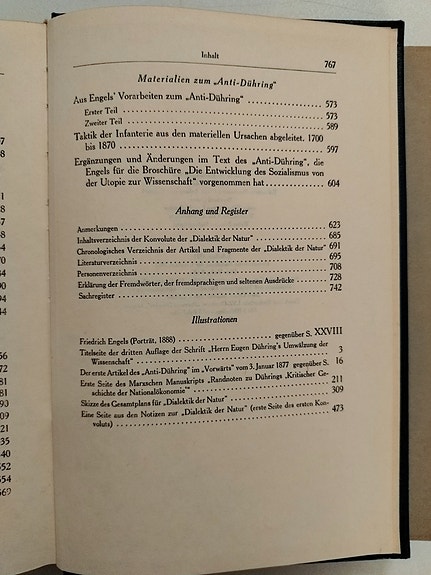 Inhalt 767
Materialien zum „Anti-Dühring“
Aus Engels' Vorarbeiten zum „Anti-Dühring“ 573
Erster Teil 573
Zweiter Teil 589
Taktik der Infanterie aus den materiellen Ursachen abgeleitet. 1700
bis 1870 597
Ergänzungen und Änderungen im Text des „Anti-Dühring“, die
Engels für die Broschüre „Die Entwicklung des Sozialismus von
der Utopie zur Wissenschaft“ vorgenommen hat 604
Anhang und Register
Anmerkungen 623
Inhaltsverzeichnis der Konvolute der „Dialektik der Natur“ 685
Chronologisches Verzeichnis der Artikel und Fragmente der „Dialektik der Natur“ 691
Literaturverzeichnis 695
Personenverzeichnis 708
Erklärung der Fremdwörter, der fremdsprachigen und seltenen Ausdrücke 728
Sachregister 742
Illustrationen
Friedrich Engels (Porträt, 1888) gegenüber S. XXVIII
Titelseite der dritten Auflage der Schrift „Herrn Eugen Dühring's Umwälzung der
Wissenschaft“ 3
Der erste Artikel des „Anti-Dühring“ im „Vorwärts“ vom 3. Januar 1877 gegenüber S. 16
Erste Seite des Marxschen Manuskripts „Randnoten zu Dührings ‚Kritischer Ge-
schichte der Nationalökonomie‘“ 211
Skizze des Gesamtplans für „Dialektik der Natur“ 309
Eine Seite aus den Notizen zur „Dialektik der Natur“ (erste Seite des ersten Kon-
voluts) 473